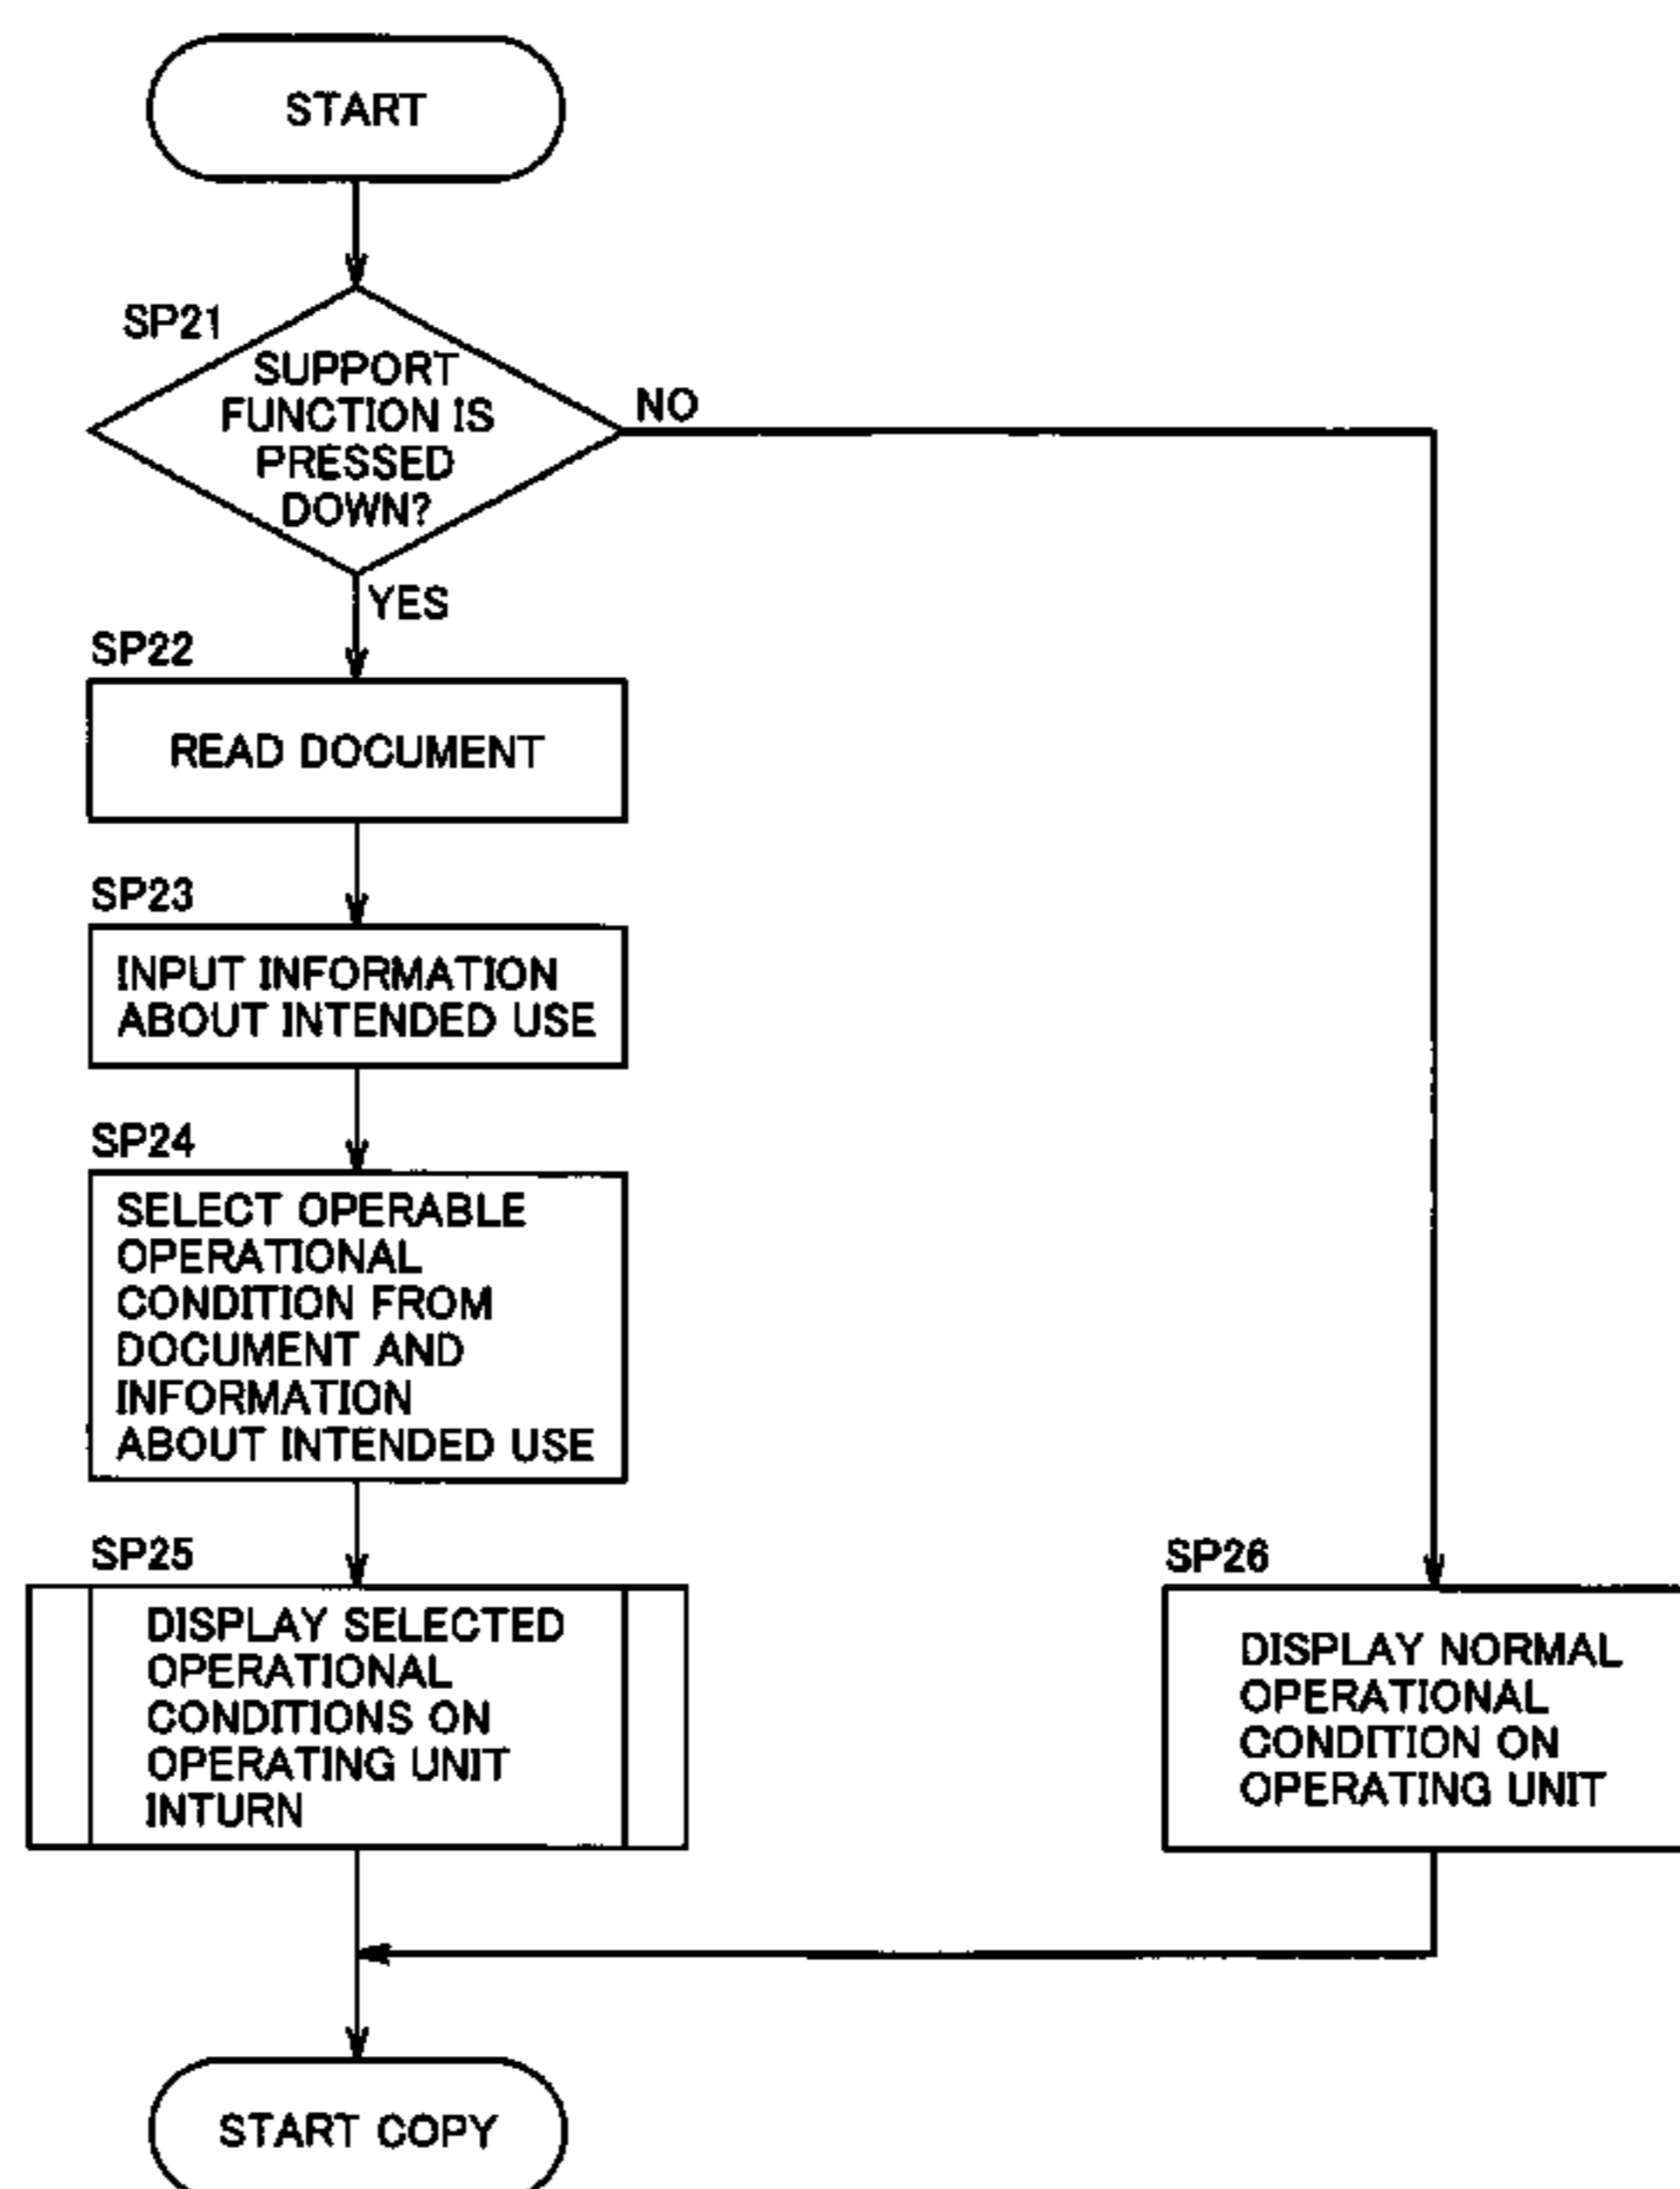 START
SP21
SUPPORT
FUNCTION IS
PRESSED
DOWN?
NO
YES
SP22
READ DOCUMENT
SP23
INPUT INFORMATION
ABOUT INTENDED USE
SP24
SELECT OPERABLE
OPERATIONAL
CONDITION FROM
DOCUMENT AND
INFORMATION
ABOUT INTENDED USE
SP25
DISPLAY SELECTED
OPERATIONAL
CONDITIONS ON
OPERATING UNIT
INTURN
SP26
DISPLAY NORMAL
OPERATIONAL
CONDITION ON
OPERATING UNIT
START COPY